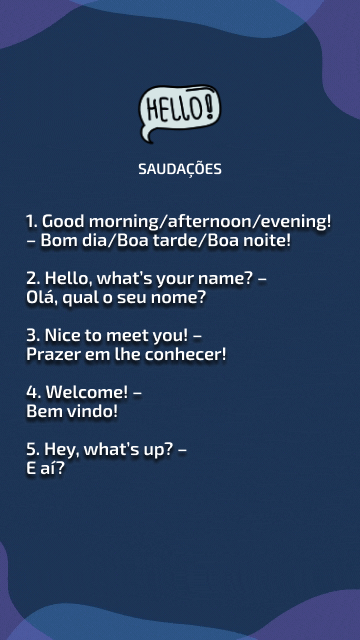 HELLO!
SAUDAÇÕES
1. Good morning/afternoon/evening!
– Bom dia/Boa tarde/Boa noite!
2. Hello, what's your name? –
Olá, qual o seu nome?
3. Nice to meet you! –
Prazer em lhe conhecer!
4. Welcome! –
Bem vindo!
5. Hey, what's up? –
E aí?